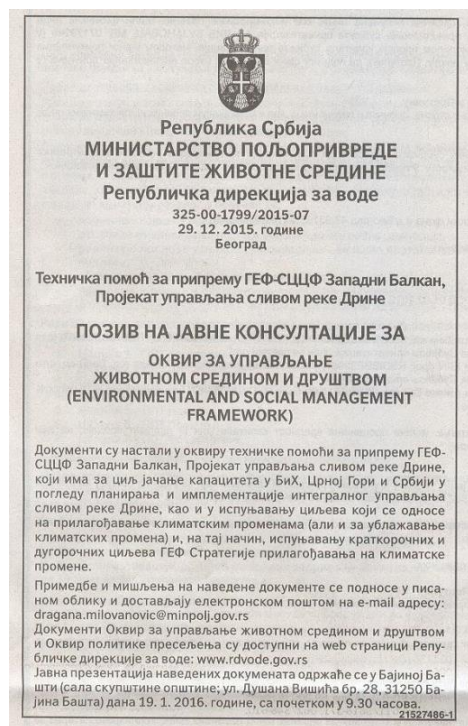 Република Србија
МИНИСТАРСТВО ПОЉОПРИВРЕДЕ
И ЗАШТИТЕ ЖИВОТНЕ СРЕДИНЕ
Републичка дирекција за воде
325-00-1799/2015-07
29. 12. 2015. године
Београд
Техничка помоћ за припрему ГЕФ-СЦЦФ Западни Балкан,
Пројекат управљања сливом реке Дрине
ПОЗИВ НА ЈАВНЕ КОНСУЛТАЦИЈЕ ЗА
ОКВИР ЗА УПРАВЉАЊЕ
ЖИВОТНОМ СРЕДИНОМ И ДРУШТВОМ
(ENVIRONMENTAL AND SOCIAL MANAGEMENT
FRAMEWORK)
Документи су настали у оквиру техничке помоћи за припрему ГЕФ-
СЦЦФ Западни Балкан, Пројекат управљања сливом реке Дрине,
који има за циљ јачање капацитета у БиХ, Црној Гори и Србији у
погледу планирања и имплементације интегралног управљања
сливом реке Дрине, као и у испуњавању циљева који се односе
на прилагођавање климатским променама (али и за ублажавање
климатских промена) и, на тај начин, испуњавању краткорочних и
дугорочних циљева ГЕФ Стратегије прилагођавања на климатске
промене.
Примедбе и мишљења на наведене документе се подносе у писа-
ном облику и достављају електронском поштом на e-mail адресу:
dragana.milovanovic@minpolj.gov.rs
Документи Оквир за управљање животном средином и друштвом
и Оквир политике пресељења су доступни на web страници Репу-
бличке дирекције за воде: www.rdvode.gov.rs
Јавна презентација наведених докумената одржаће се у Бајиној Ба-
шти (сала скупштине општине; ул. Душана Вишића бр. 28, 31250 Ба-
јина Башта) дана 19. 1. 2016. године, са почетком у 9.30 часова.
21527486-1